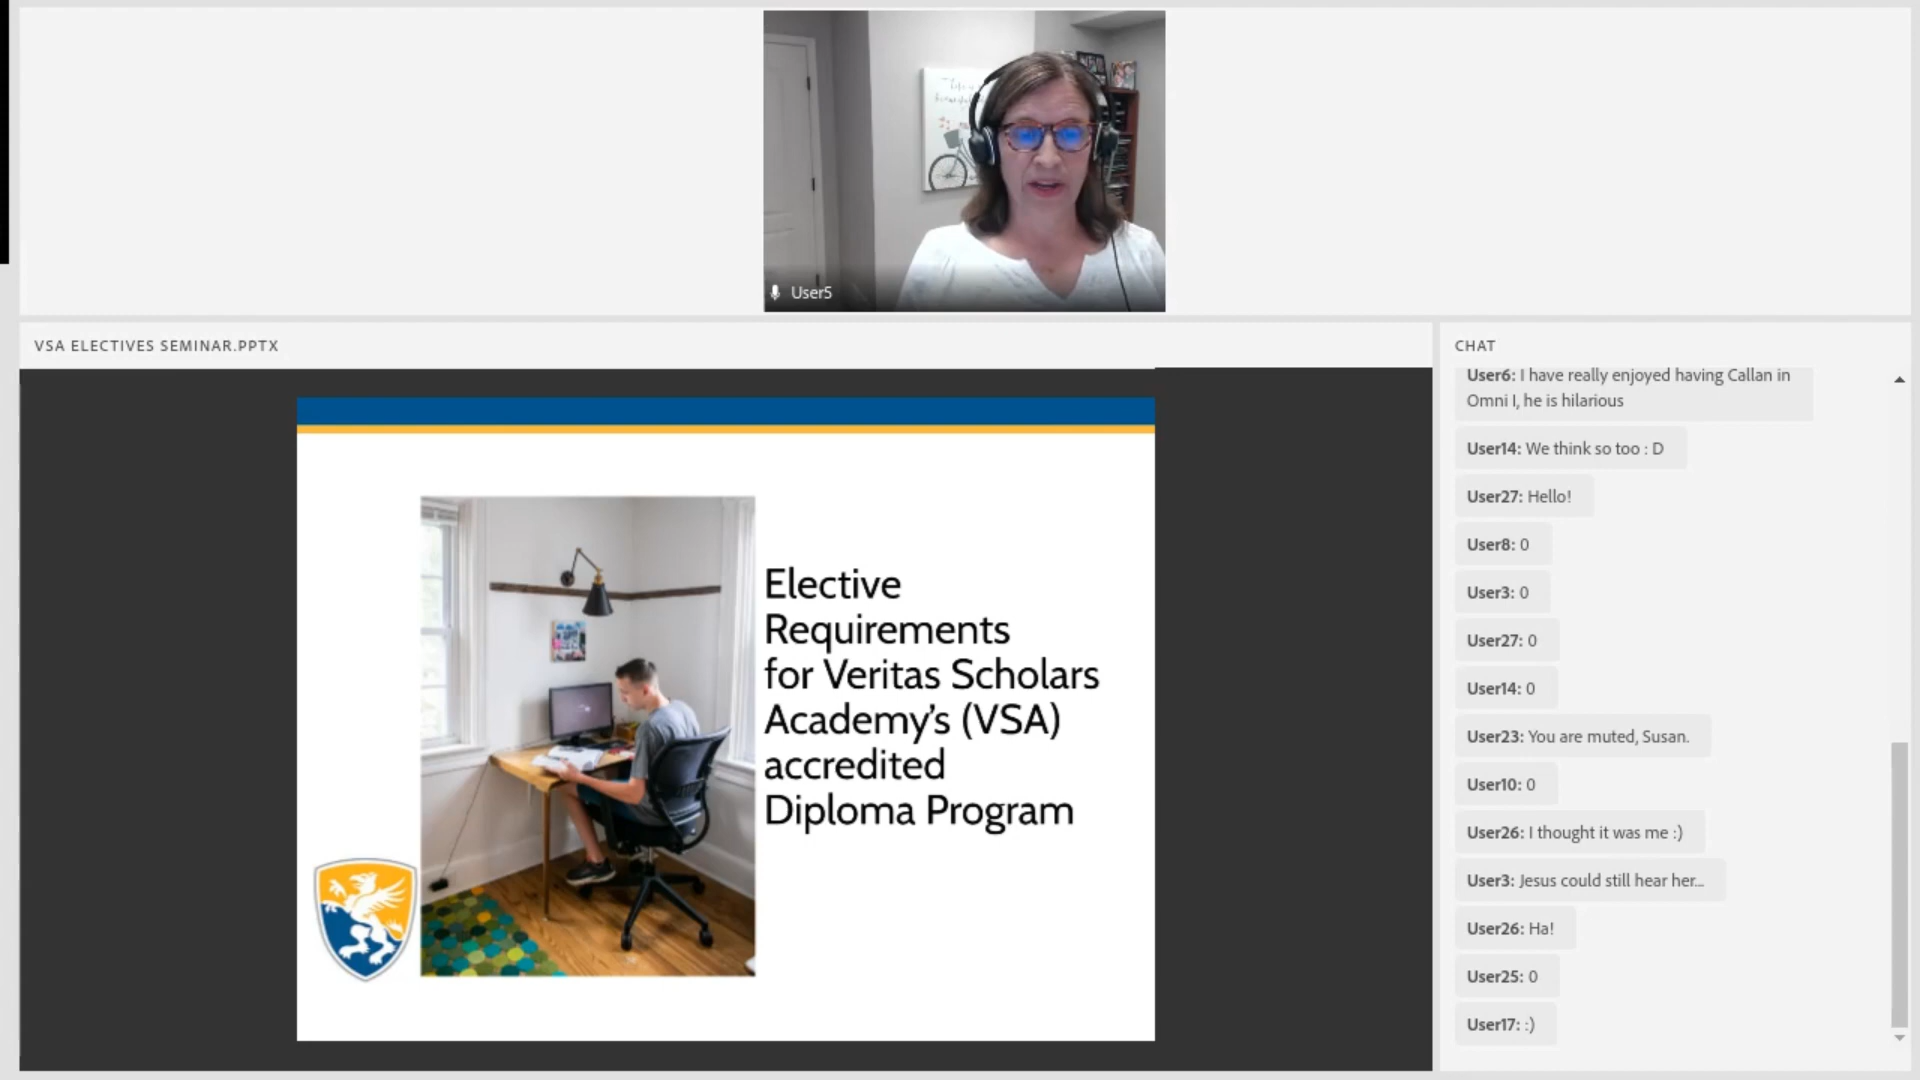 User5
VSA ELECTIVES SEMINAR.PPTX
Elective
Requirements
for Veritas Scholars
Academy's (VSA)
accredited
Diploma Program
CHAT
User6: I have really enjoyed having Callan in
Omni I, he is hilarious
User14: We think so too : D
User27: Hello!
User8: 0
User3: 0
User27: 0
User14: 0
User23: You are muted, Susan.
User10: 0
User26: I thought it was me :)
User3: Jesus could still hear her...
User26: Ha!
User25: 0
User17: :)